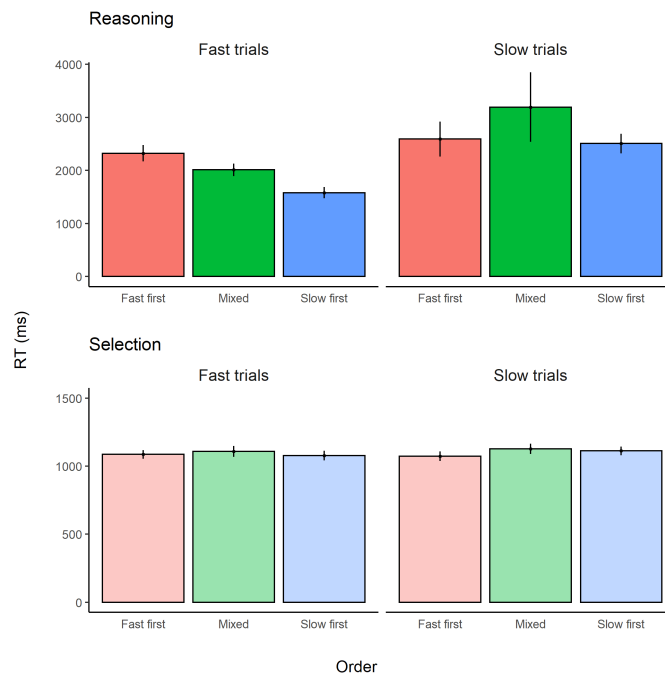 Reasoning
Fast trials Slow trials
4000
3000
2000
1000
0
Fast first Mixed Slow first Fast first Mixed Slow first
RT (ms)
Selection
Fast trials Slow trials
1500
1000
500
0
Fast first Mixed Slow first Fast first Mixed Slow first
Order